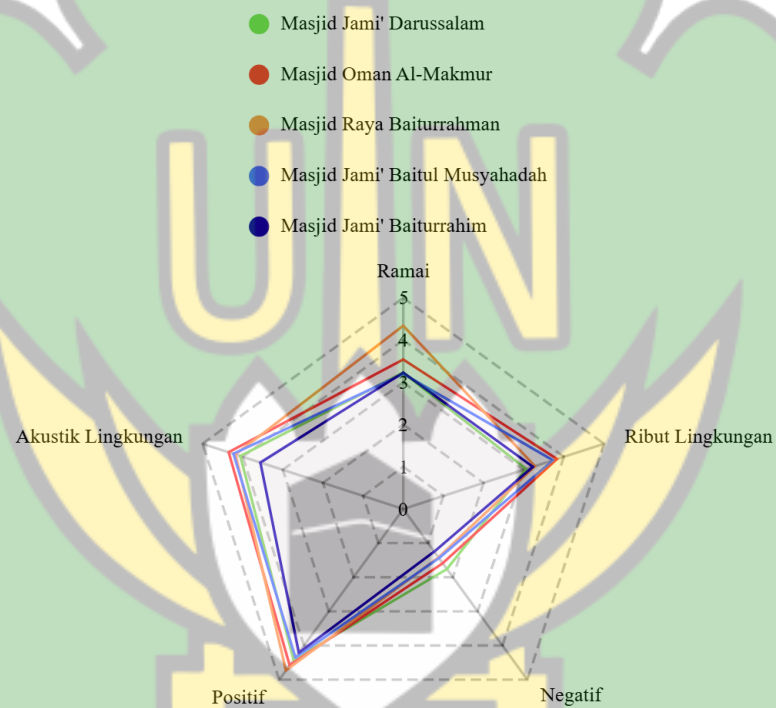 Masjid Jami' Darussalam
Masjid Oman Al-Makmur
Masjid Raya Baiturrahman
Masjid Jami' Baitul Musyahadah
Masjid Jami' Baiturrahim
UIN
Ramai
5
4
3
2
1
0
Akustik Lingkungan
Ribut Lingkungan
Positif
Negatif